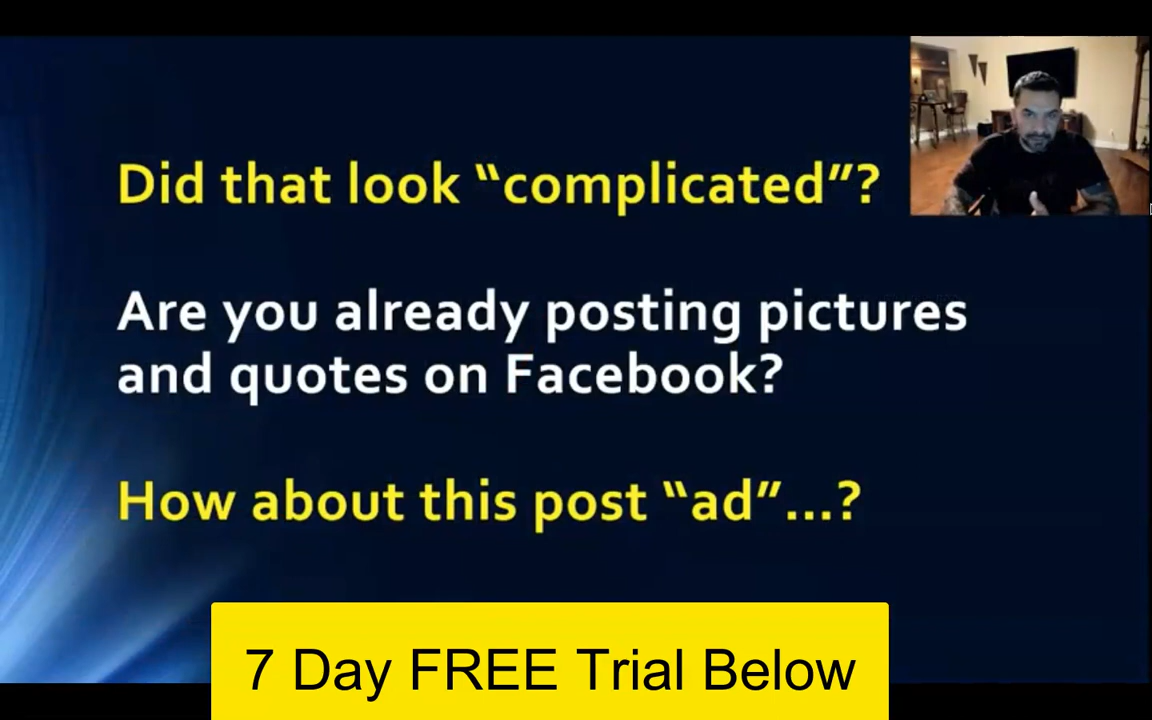 Did that look “complicated”?
Are you already posting pictures
and quotes on Facebook?
How about this post “ad”...?
7 Day FREE Trial Below